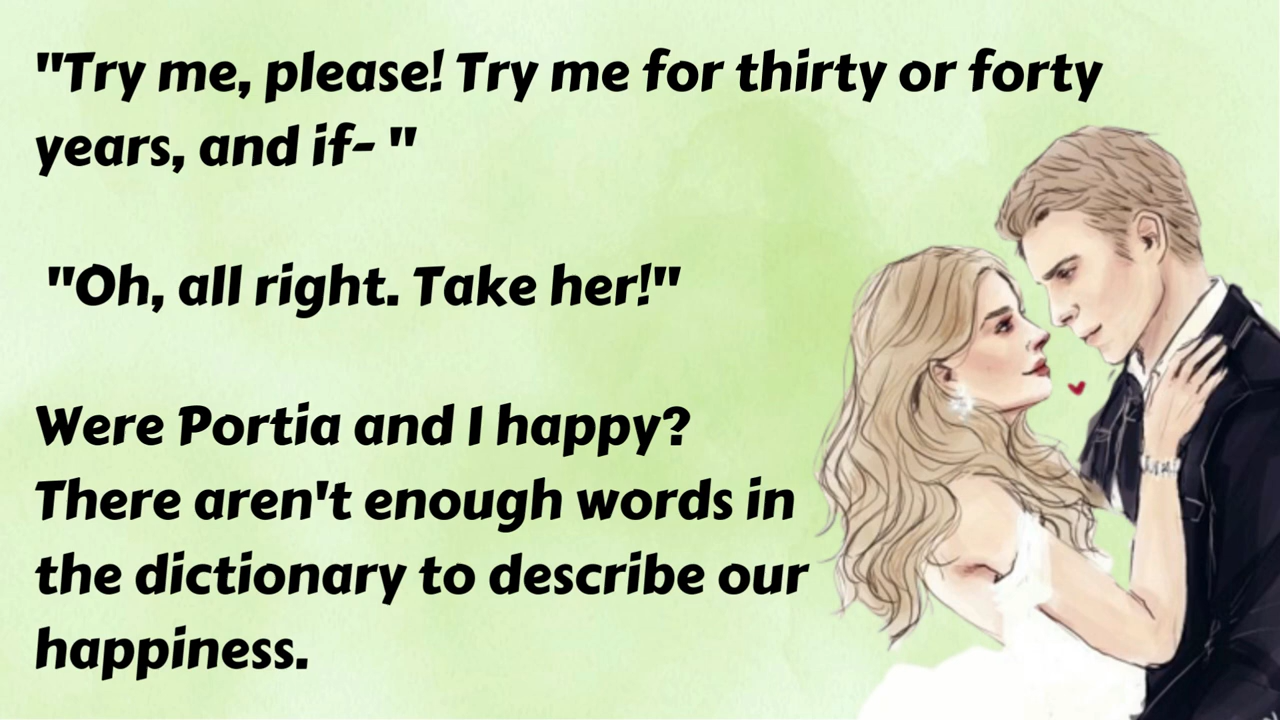 "Try me, please! Try me for thirty or forty
years, and if- "
"Oh, all right. Take her!"
Were Portia and I happy?
There aren't enough words in
the dictionary to describe our
happiness.